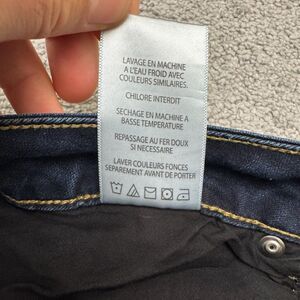 LAVAGE EN MACHINE
A L'EAU FROID AVEC
COULEURS SIMILAIRES.
CHILORE INTERDIT
SECHAGE EN MACHINE A
BASSE TEMPERATURE
REPASSAGE AU FER DOUX
SI NECESSAIRE.
LAVER COULEURS FONCES
SEPAREMENT AVANT DE PORTER